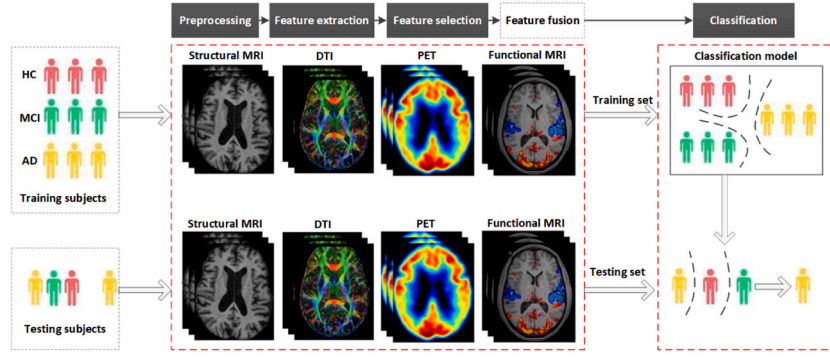 Preprocessing
Feature extraction
Feature selection
Feature fusion
Classification
HC
MCI
AD
Training subjects
Structural MRI
DTI
PET
Functional MRI
Training set
Classification model
Structural MRI
DTI
PET
Functional MRI
Testing set
Testing subjects